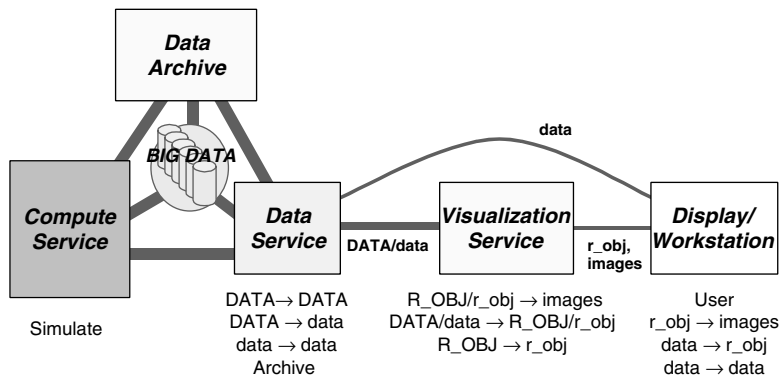 Data
Archive
data
BIG DATA
Compute
Service
Data
Service
DATA/data
Visualization
Service
r_obj,
images
Display/
Workstation
Simulate
DATA→ DATA
DATA → data
data → data
Archive
R_OBJ/r_obj → images
DATA/data → R_OBJ/r_obj
R_OBJ → r_obj
User
r_obj → images
data → r_obj
data → data